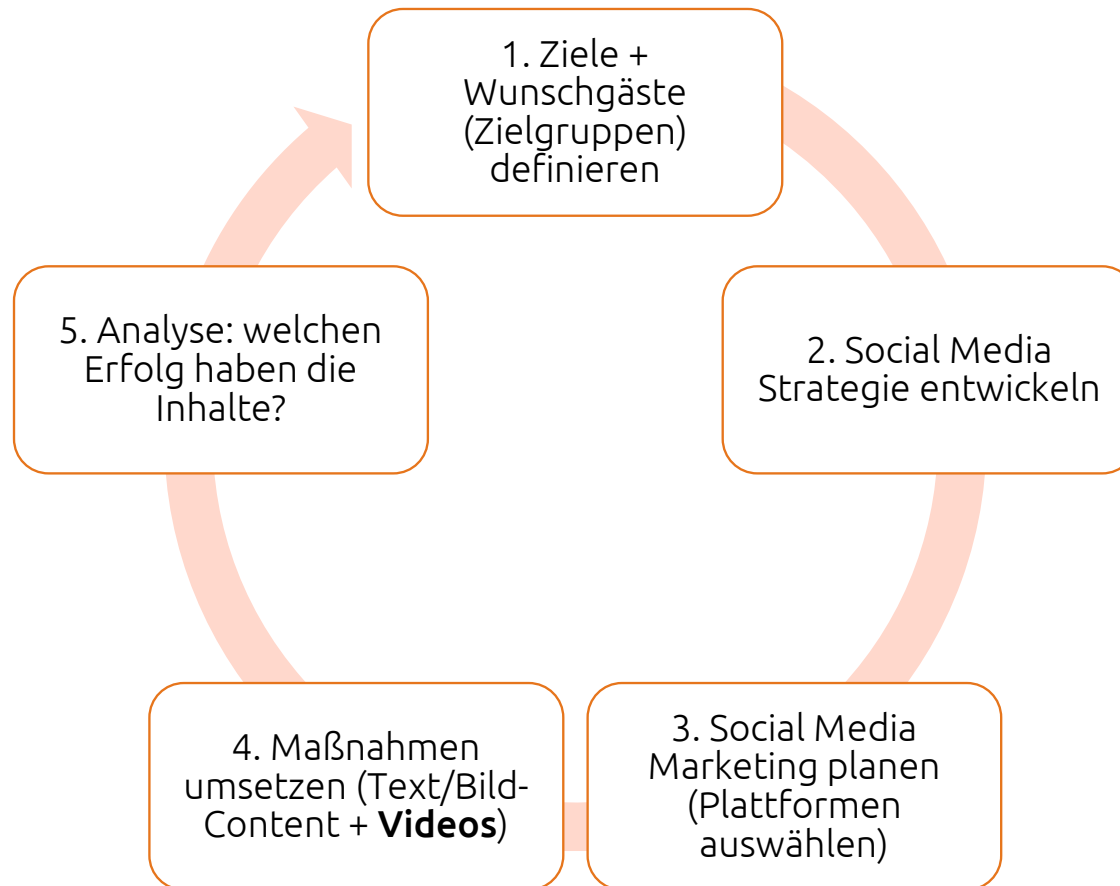 1. Ziele +
Wunschgäste
(Zielgruppen)
definieren
2. Social Media
Strategie entwickeln
3. Social Media
Marketing planen
(Plattformen
auswählen)
4. Maßnahmen
umsetzen (Text/Bild-
Content + Videos)
5. Analyse: welchen
Erfolg haben die
Inhalte?